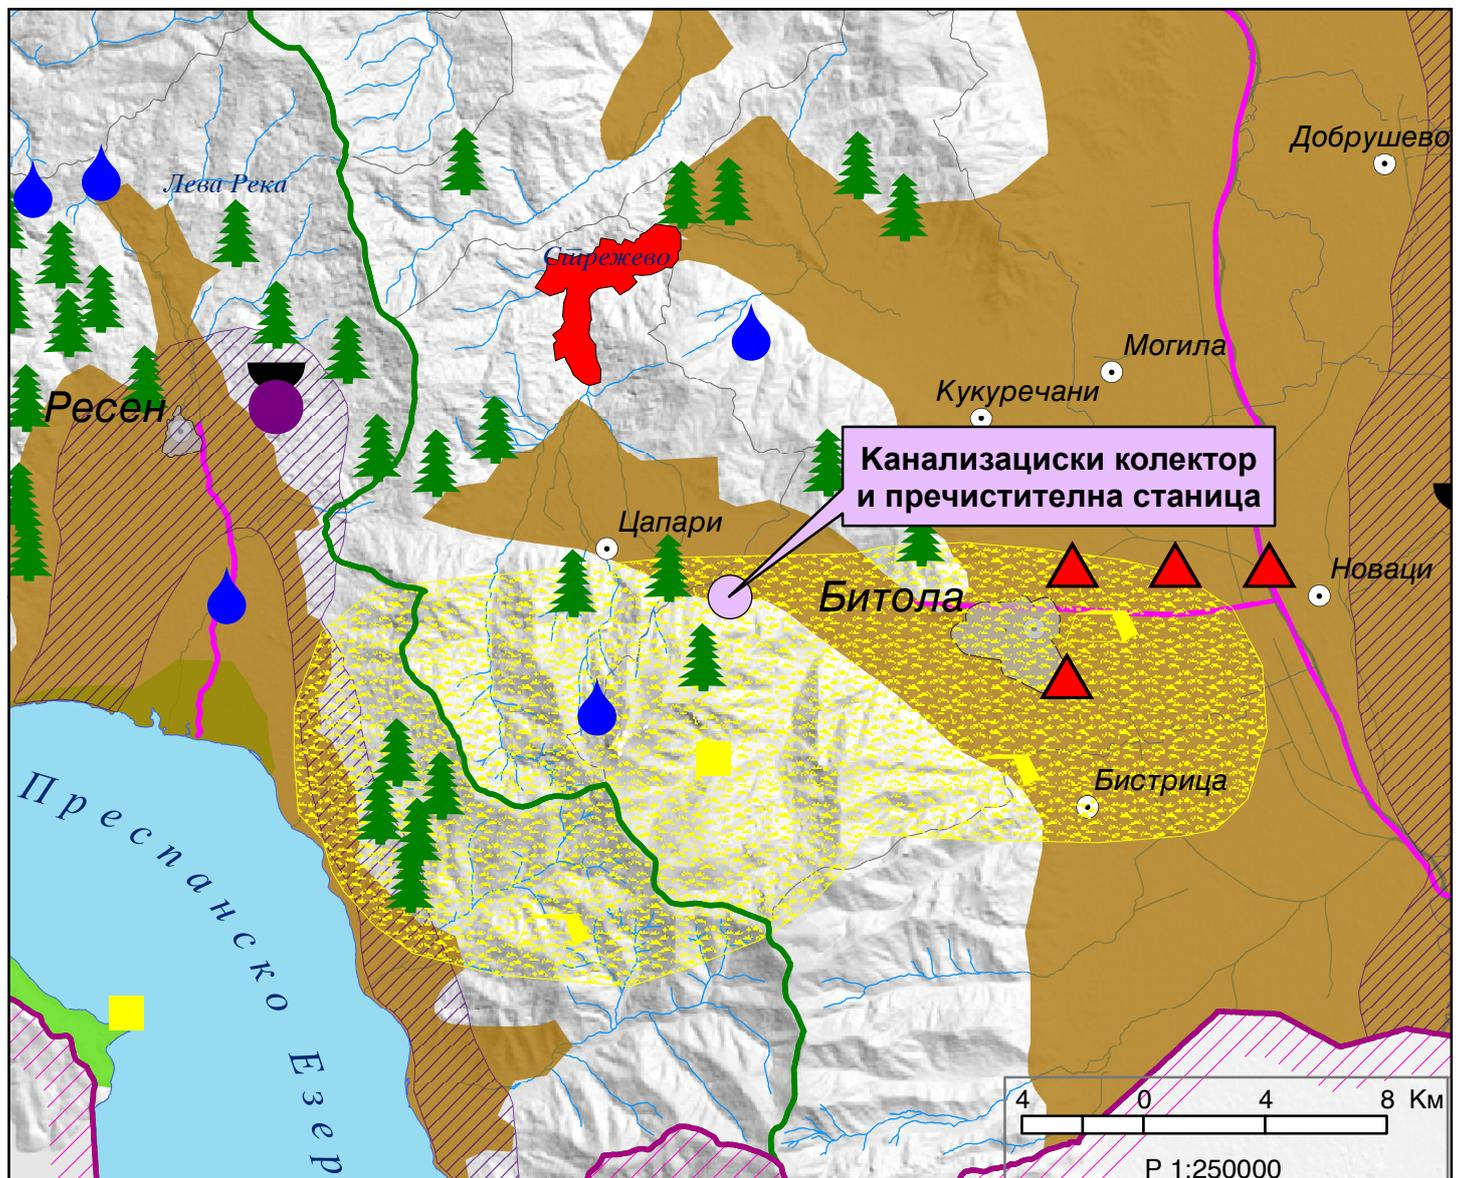 Добрушево
Лева Река
Стрежево
Могила
Кукуречани
Ресен
Канализациски колектор
и пречистителна станица
Цапари
Новаци
Битола
Бистрица
Преспанско Езер
4 0 4 8 Км
Р 1:250000